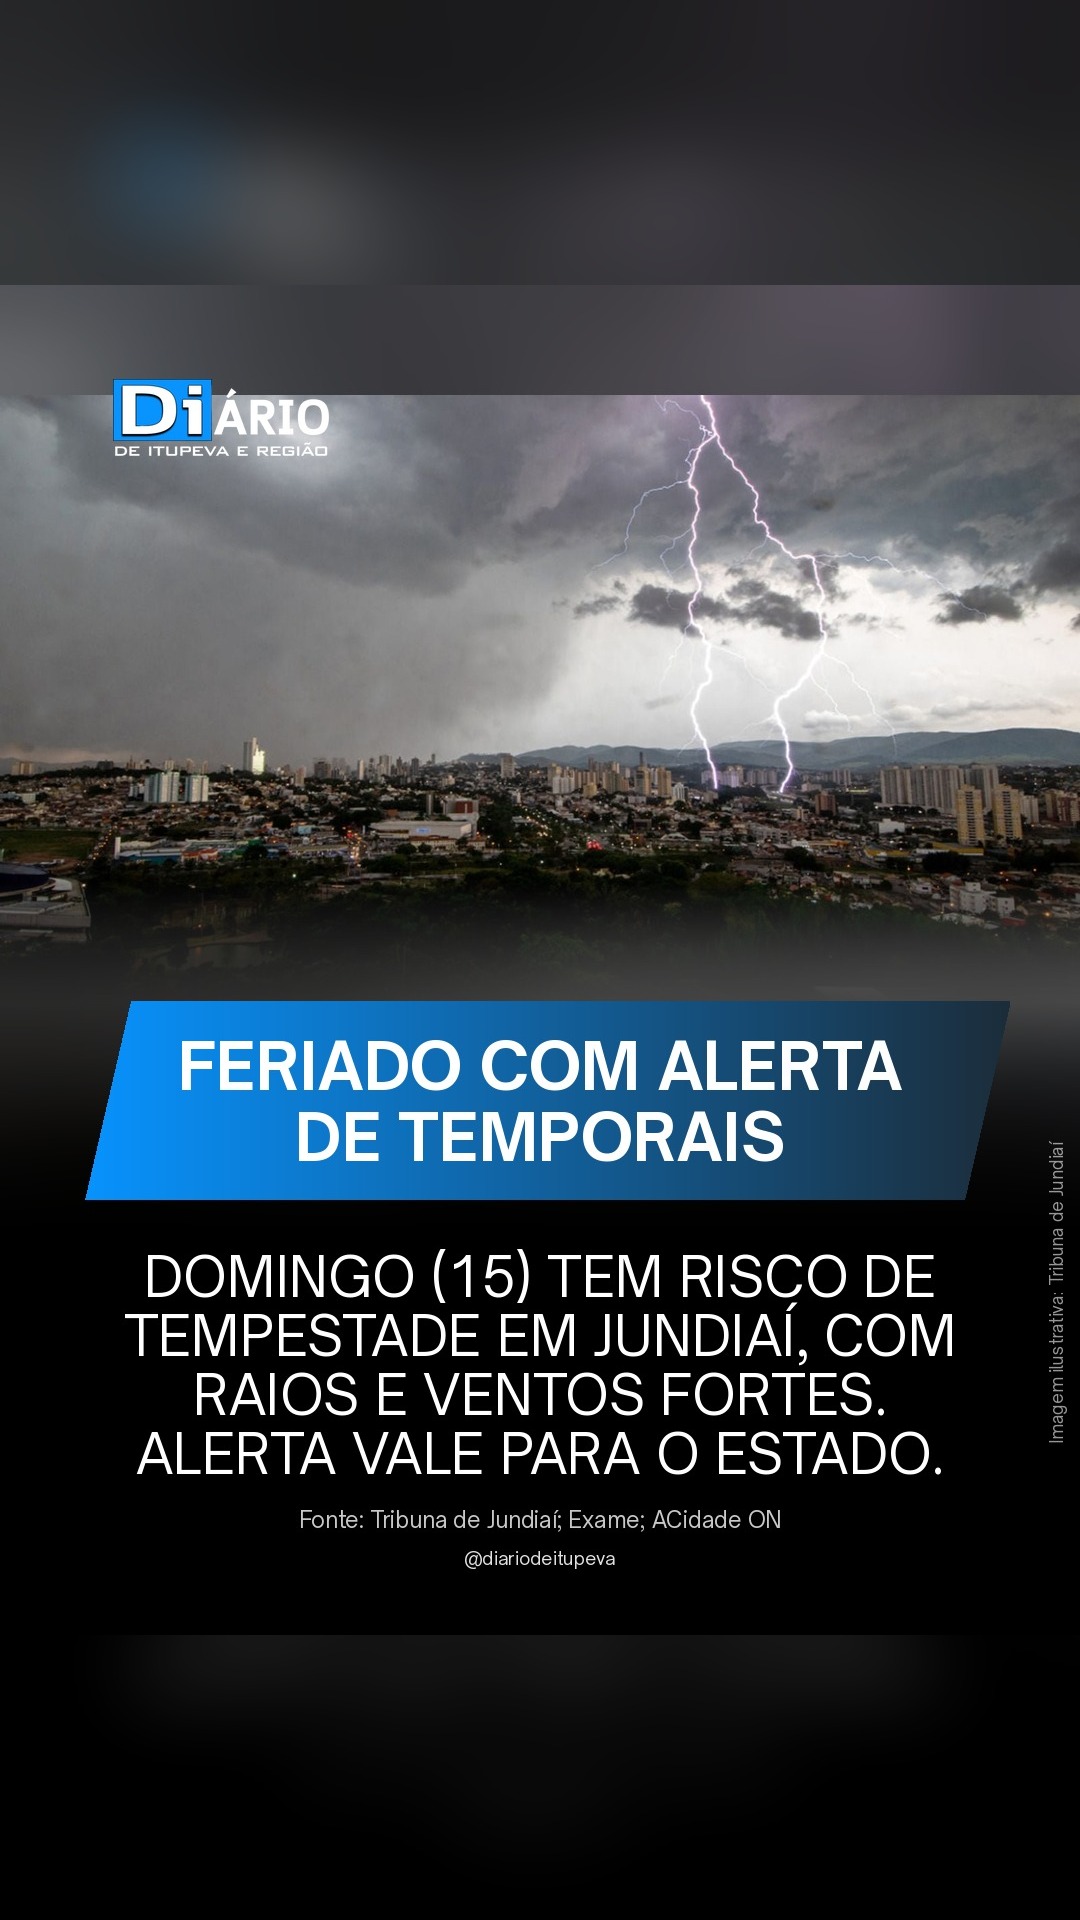 DiÁRIO
DE ITUPEVA E REGIÃO
FERIADO COM ALERTA
DE TEMPORAIS
DOMINGO (15) TEM RISCO DE
TEMPESTADE EM JUNDIAÍ, COM
RAIOS E VENTOS FORTES.
ALERTA VALE PARA O ESTADO.
Imagem ilustrativa: Tribuna de Jundiaí
Fonte: Tribuna de Jundiaí; Exame; ACidade ON
@diariodeitupeva